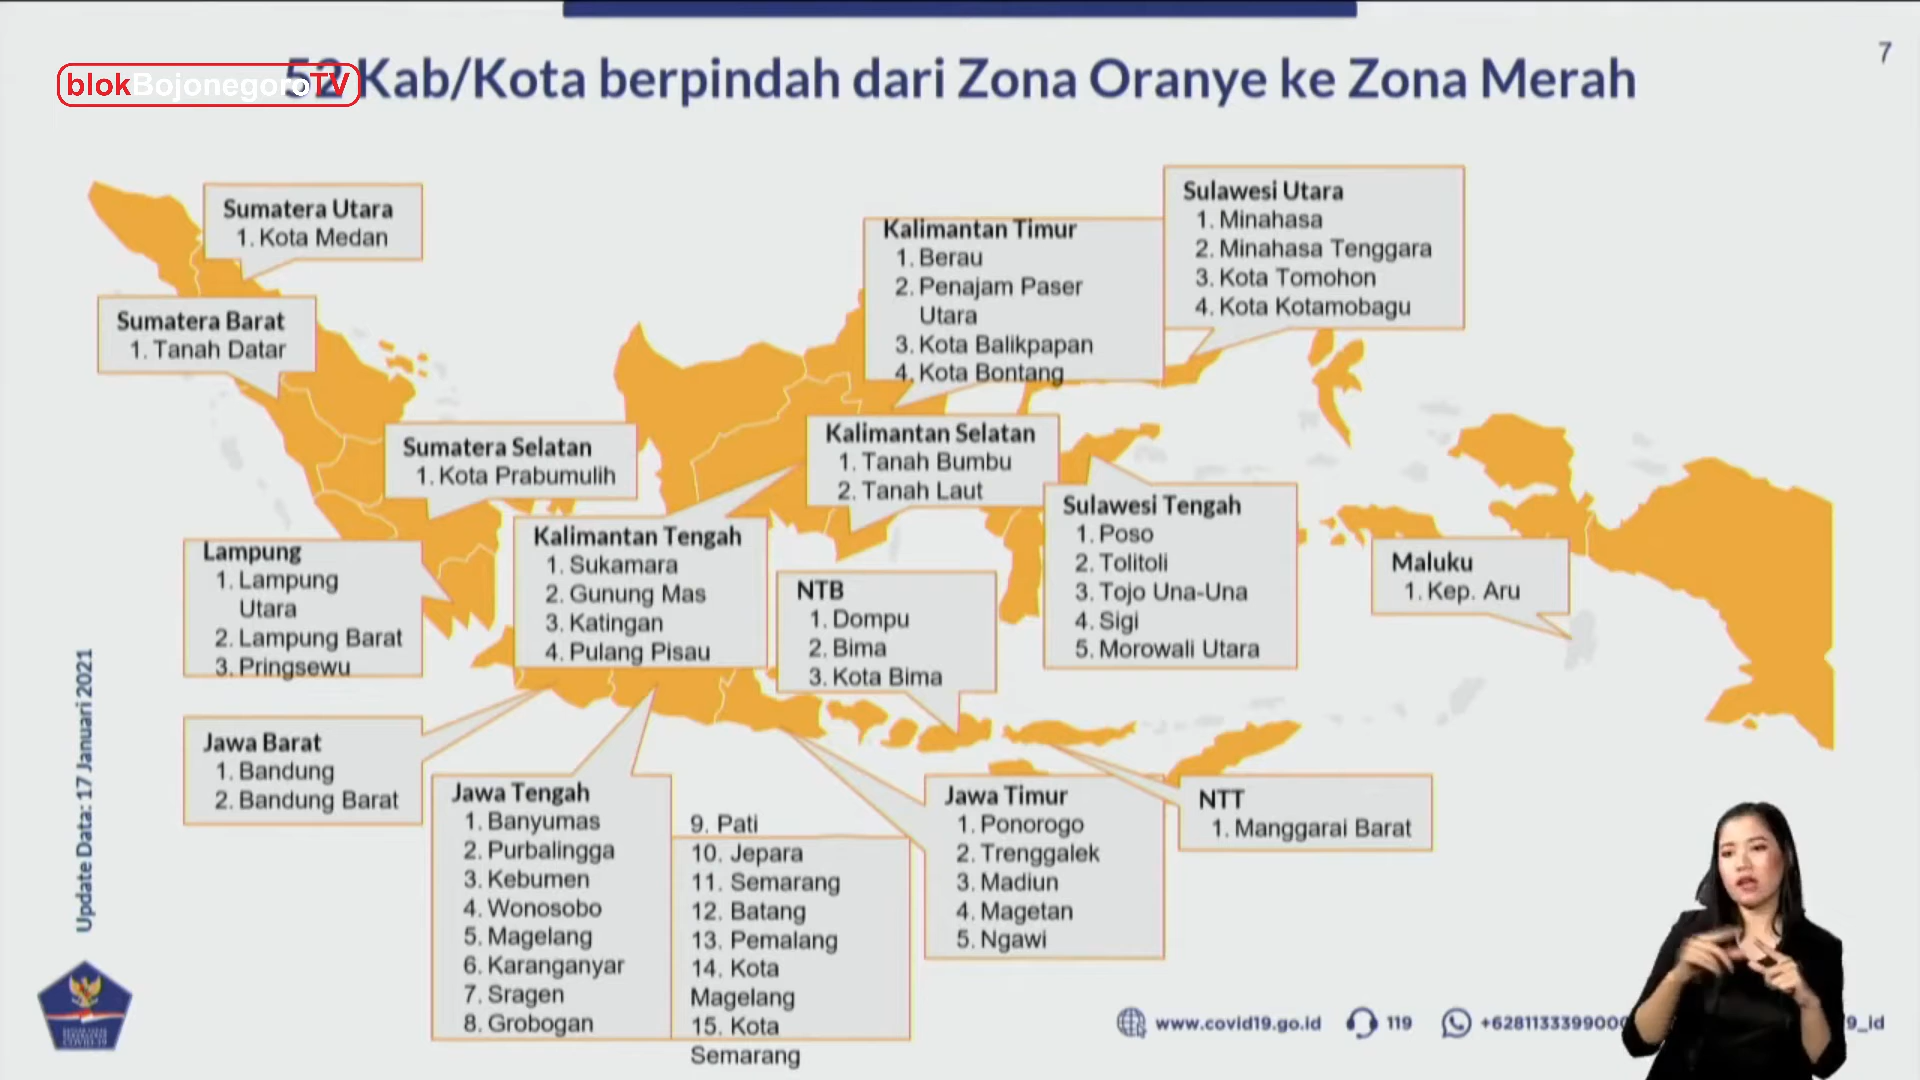 7
blokBojonegoroTV
52 Kab/Kota berpindah dari Zona Oranye ke Zona Merah
Sumatera Utara
1. Kota Medan
Sumatera Barat
1. Tanah Datar
Sumatera Selatan
1. Kota Prabumulih
Lampung
1. Lampung
Utara
2. Lampung Barat
3. Pringsewu
Jawa Barat
1. Bandung
2. Bandung Barat
Kalimantan Timur
1. Berau
2. Penajam Paser
Utara
3. Kota Balikpapan
4. Kota Bontang
Sulawesi Utara
1. Minahasa
2. Minahasa Tenggara
3. Kota Tomohon
4. Kota Kotamobagu
Kalimantan Selatan
1. Tanah Bumbu
2. Tanah Laut
Kalimantan Tengah
1. Sukamara
2. Gunung Mas
3. Katingan
4. Pulang Pisau
NTB
1. Dompu
2. Bima
3. Kota Bima
Sulawesi Tengah
1. Poso
2. Tolitoli
3. Tojo Una-Una
4. Sigi
5. Morowali Utara
Maluku
1. Kep. Aru
Jawa Tengah
1. Banyumas
2. Purbalingga
3. Kebumen
4. Wonosobo
5. Magelang
6. Karanganyar
7. Sragen
8. Grobogan
9. Pati
10. Jepara
11. Semarang
12. Batang
13. Pemalang
14. Kota
Magelang
15. Kota
Semarang
Jawa Timur
1. Ponorogo
2. Trenggalek
3. Madiun
4. Magetan
5. Ngawi
NTT
1. Manggarai Barat
Update Data: 17 Januari 2021
COVID-19
www.covid19.go.id
119
+6281133399000
9_id